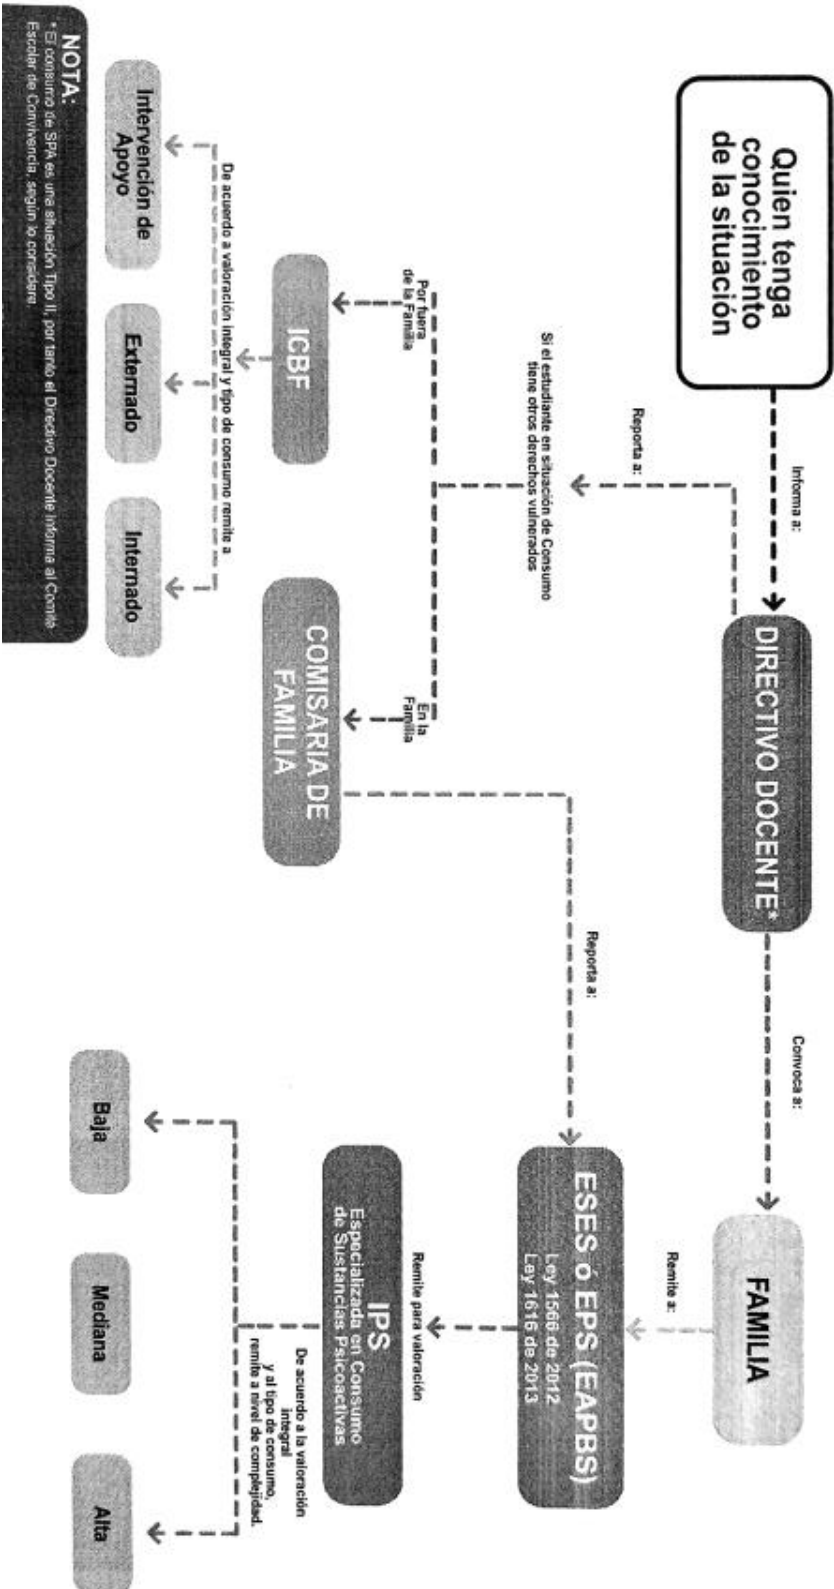 Quien tenga
conocimiento
de la situación
Informa a:
DIRECTIVO DOCENTE*
Convoca a:
FAMILIA
Reporta a:
Remite a:
Si el estudiante en situación de Consumo
tiene otros derechos vulnerados
Reporta a:
ESES ó EPS (EAPBS)
Ley 1566 de 2012
Ley 1616 de 2013
Por fuera
de la Familia
En la
Familia
Remite para valoración
ICBF
COMISARIA DE
FAMILIA
IPS
Especializada en Consumo
de Sustancias Psicoactivas
De acuerdo a valoración integral y tipo de consumo remite a
De acuerdo a la valoración
integral
y al tipo de consumo,
remite a nivel de complejidad.
Intervención de
Apoyo
Externado
Internado
Baja
Mediana
Alta
NOTA:
* El consumo de SPA es una situación Tipo II, por tanto el Directivo Docente informa al Comité
Escolar de Convivencia, según lo considere.